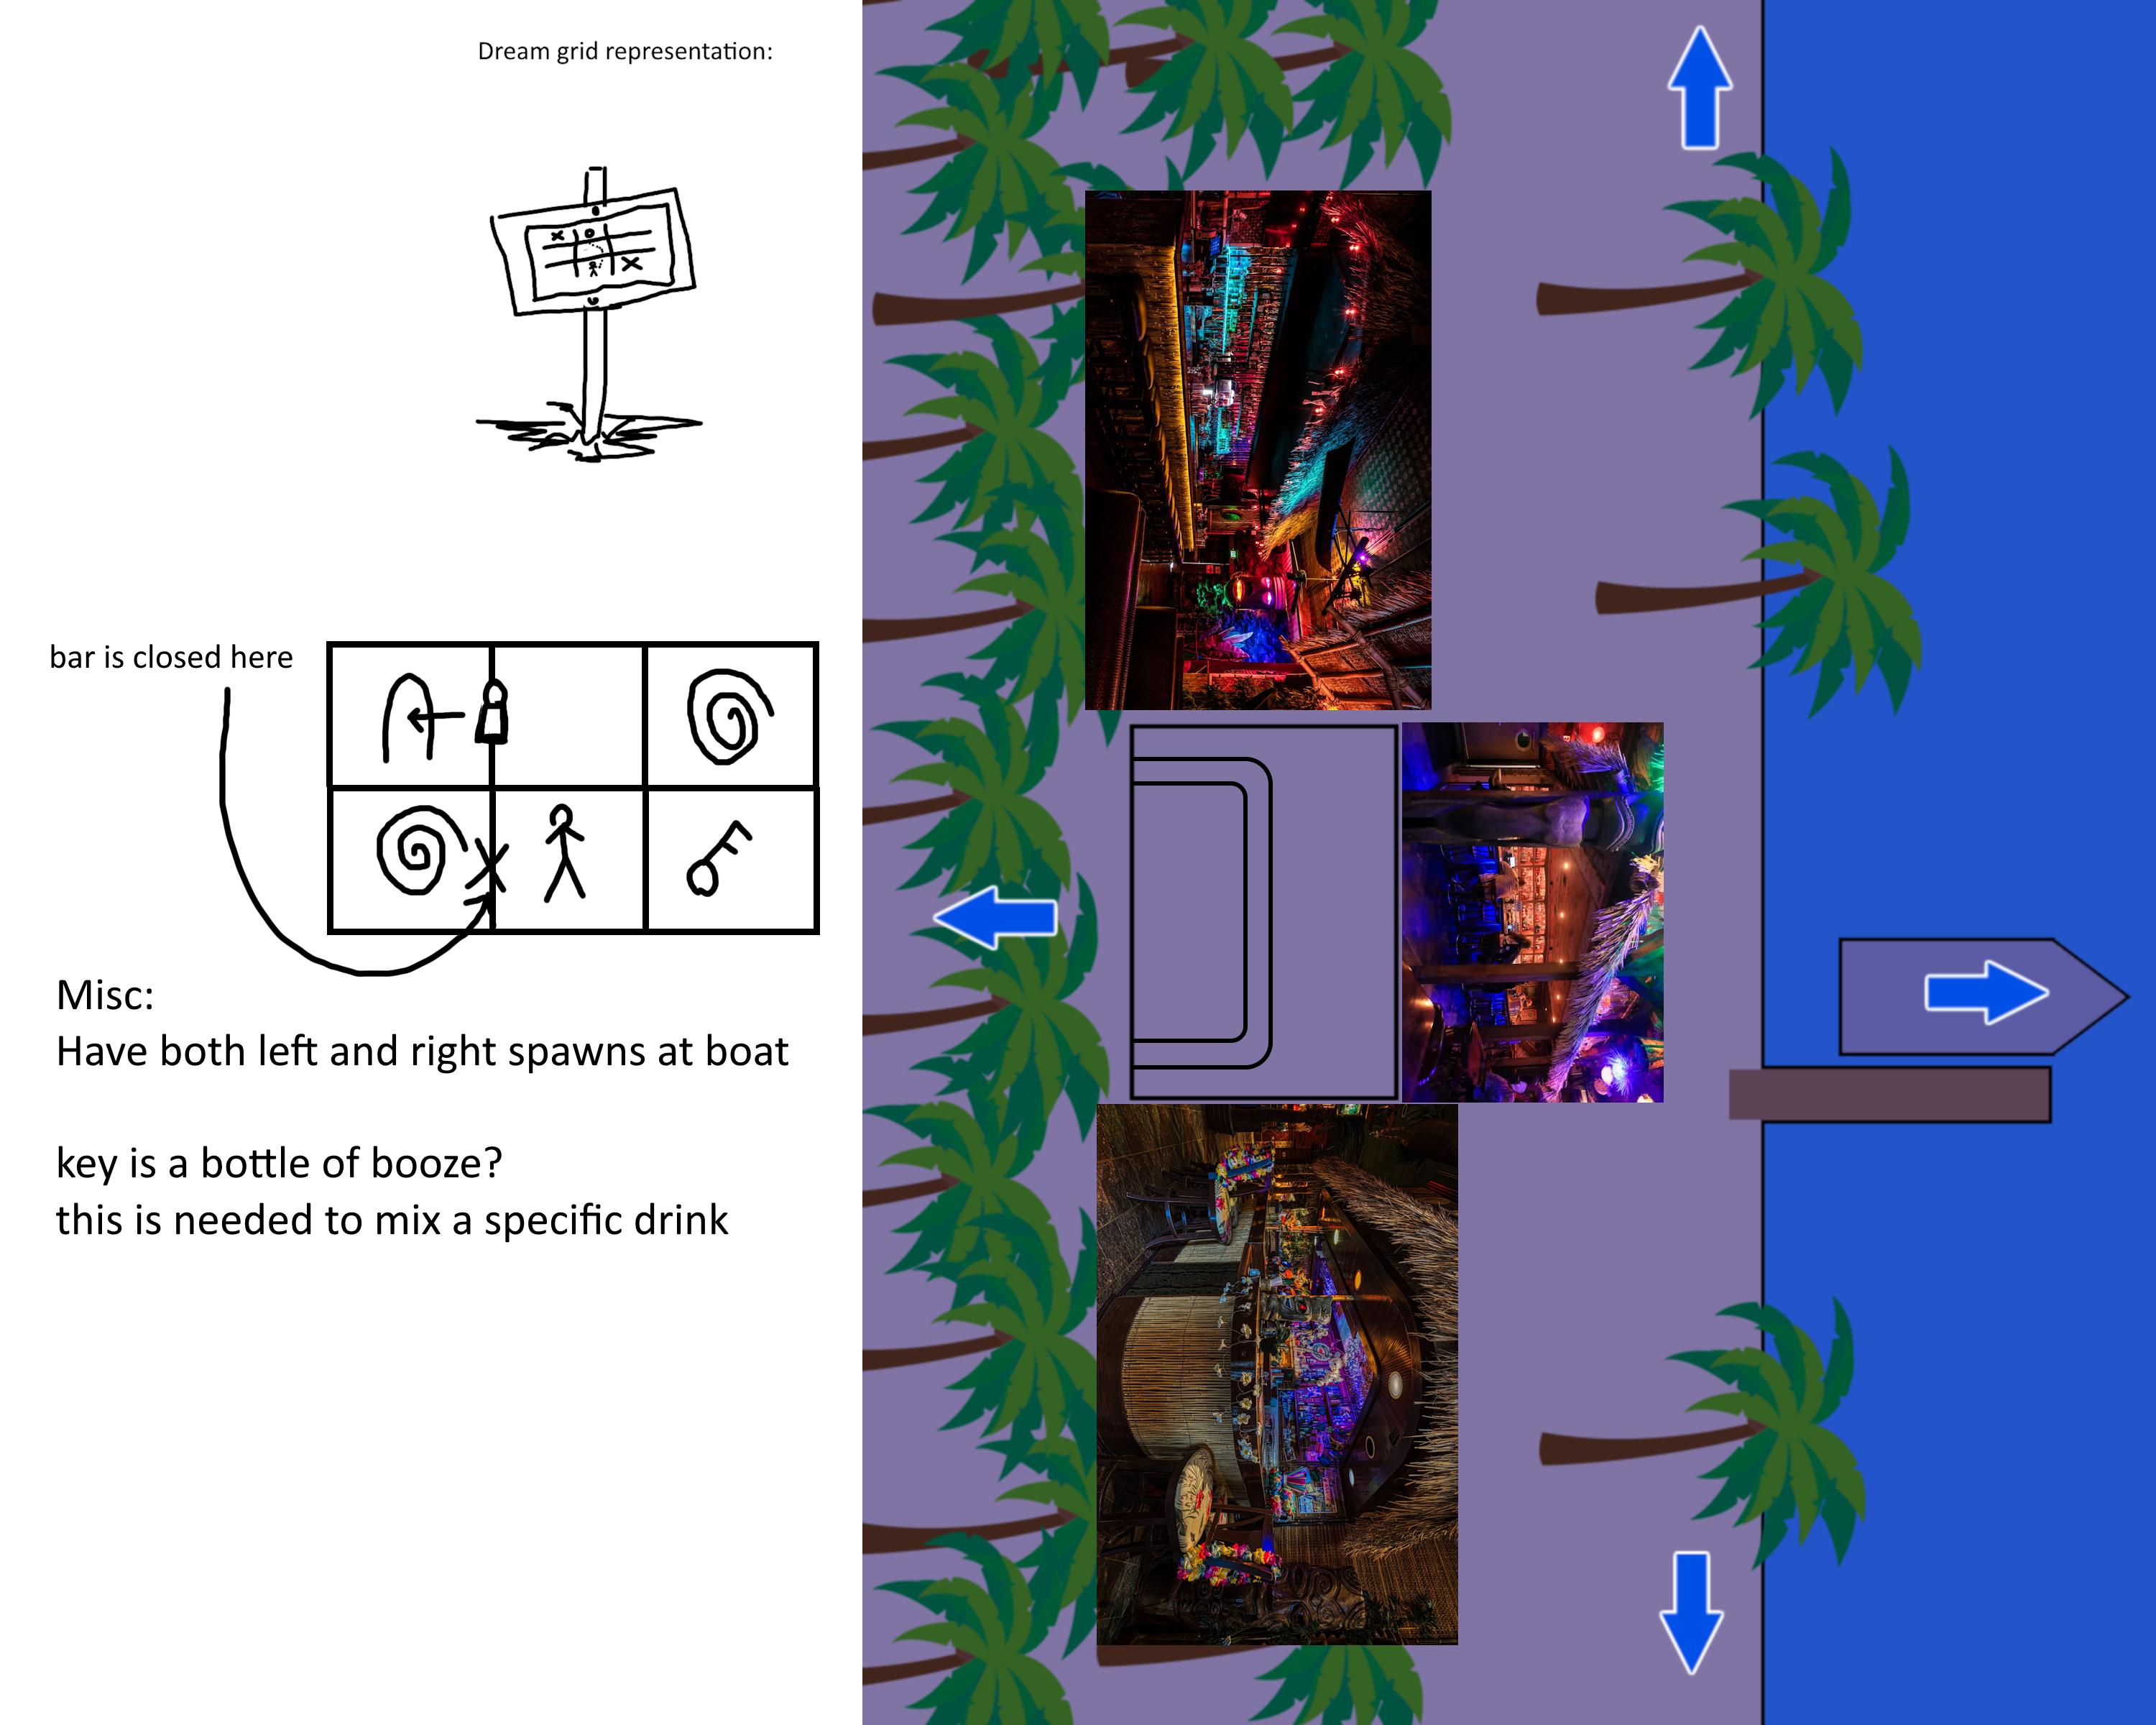 Dream grid representation:
bar is closed here
Misc:
Have both left and right spawns at boat
key is a bottle of booze?
this is needed to mix a specific drink